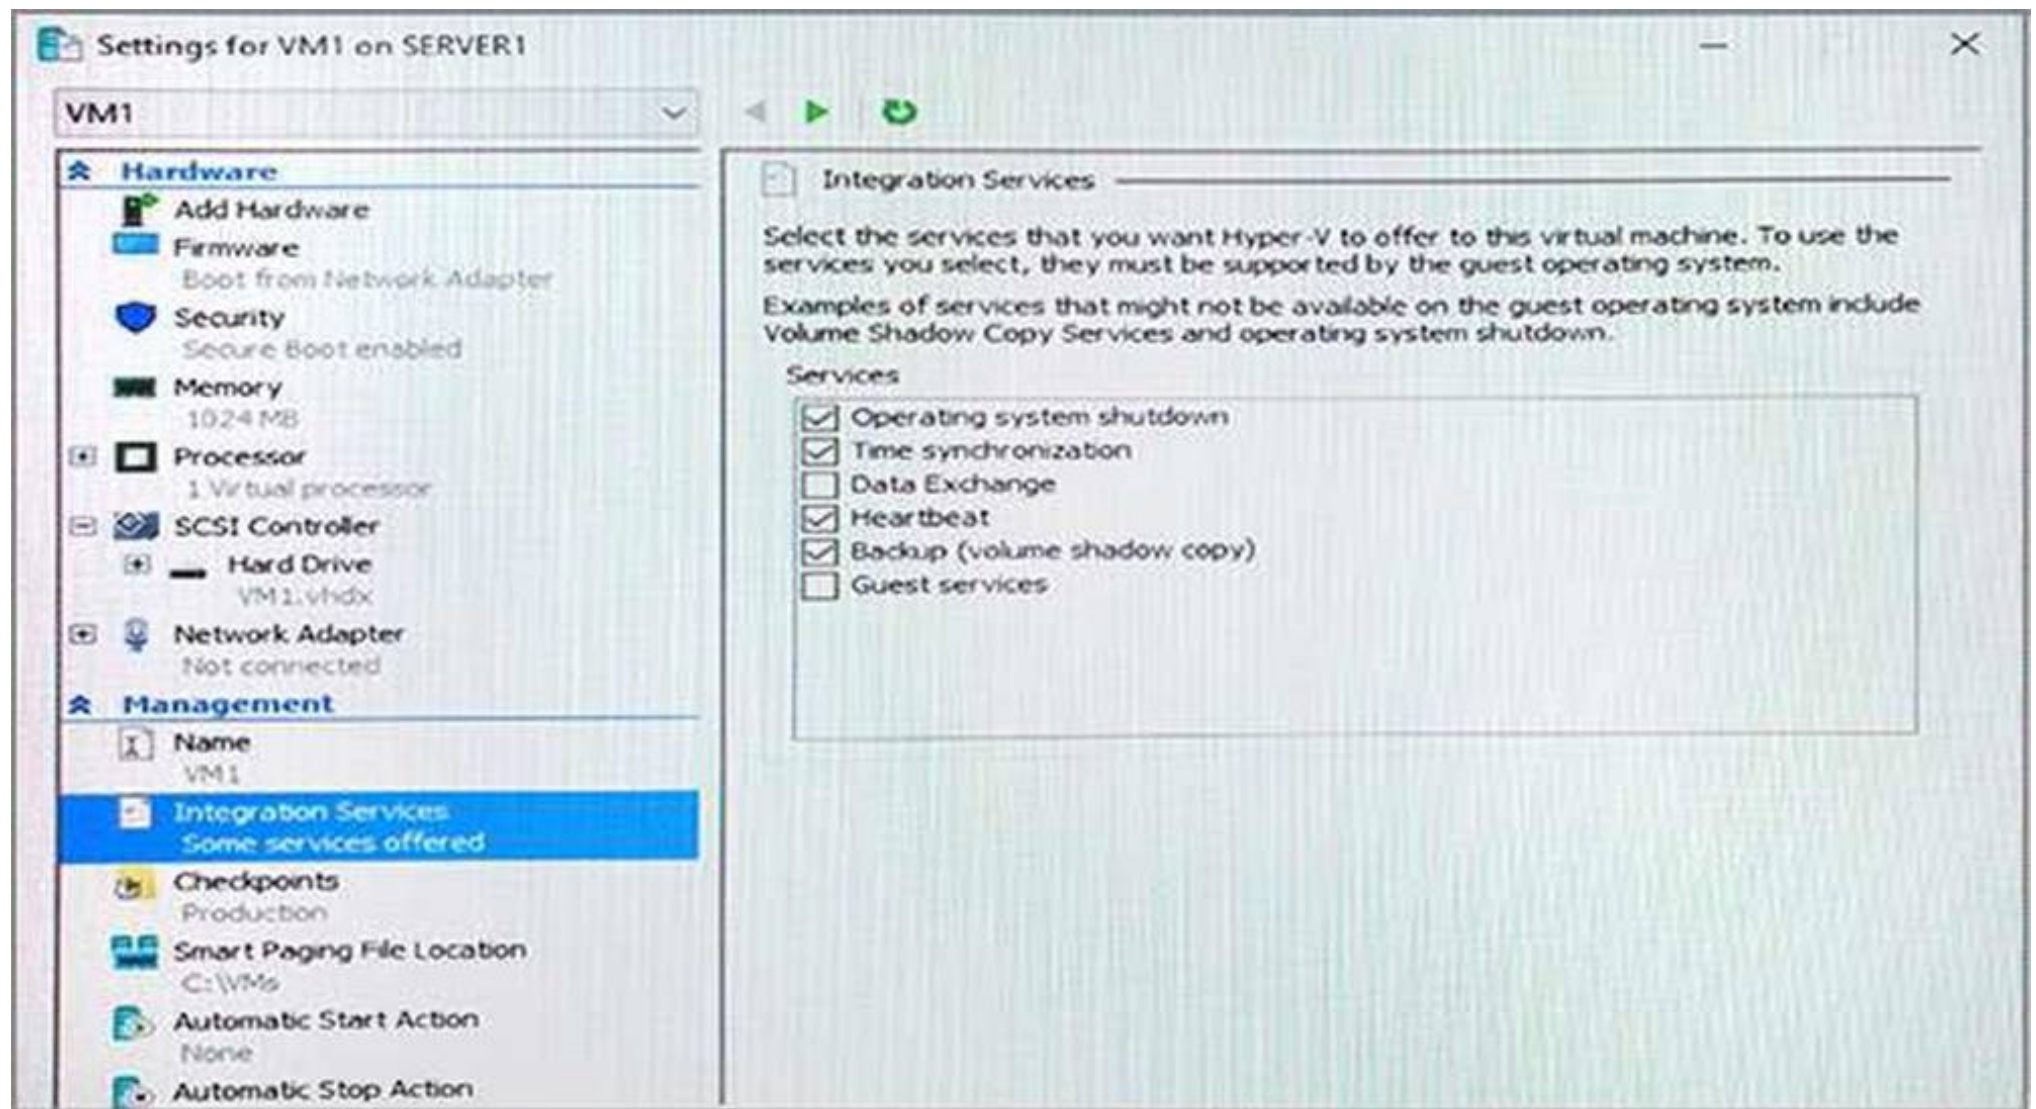 Settings for VM1 on SERVER1
VM1
Hardware
Add Hardware
Firmware
Boot from Network Adapter
Security
Secure Boot enabled
Memory
1024 MB
Processor
1 Virtual processor
SCSI Controller
Hard Drive
VM1.vhdx
Network Adapter
Not connected
Management
Name
VM1
Integration Services
Some services offered
Checkpoints
Production
Smart Paging File Location
C:\VMs
Automatic Start Action
None
Automatic Stop Action
Integration Services
Select the services that you want Hyper-V to offer to this virtual machine. To use the
services you select, they must be supported by the guest operating system.
Examples of services that might not be available on the guest operating system include
Volume Shadow Copy Services and operating system shutdown.
Services
Operating system shutdown
Time synchronization
Data Exchange
Heartbeat
Backup (volume shadow copy)
Guest services